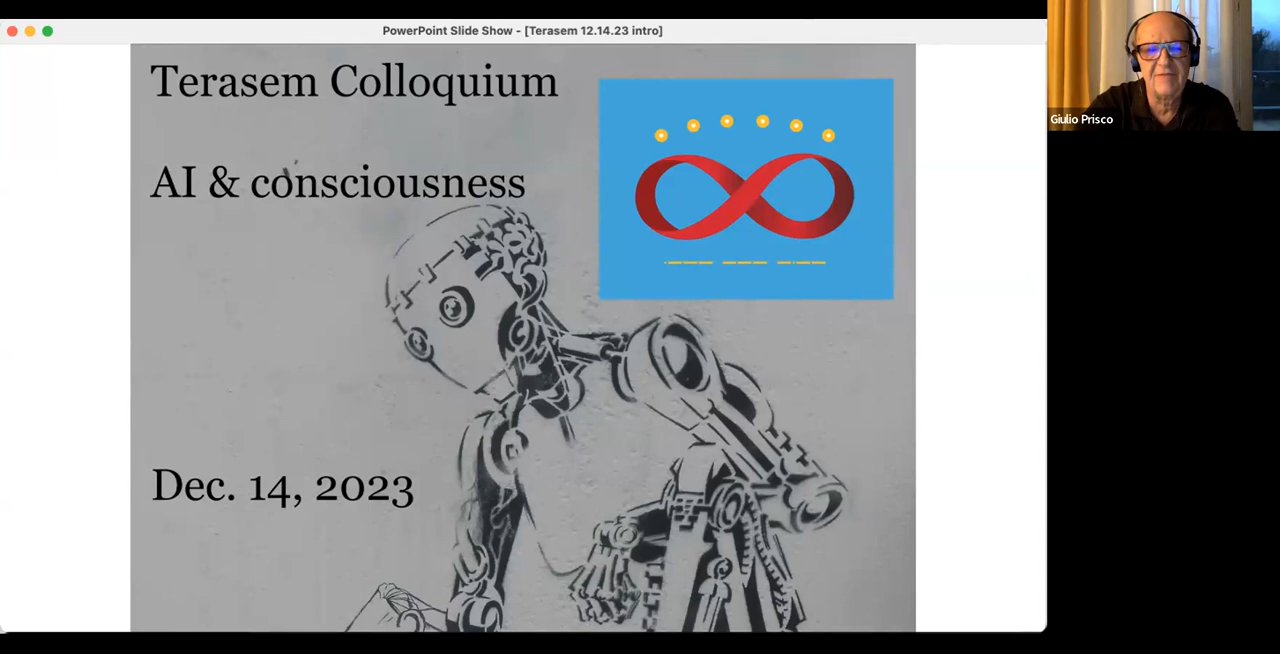 PowerPoint Slide Show - [Terasem 12.14.23 intro]
Terasem Colloquium
AI & consciousness
Dec. 14, 2023
Giulio Prisco